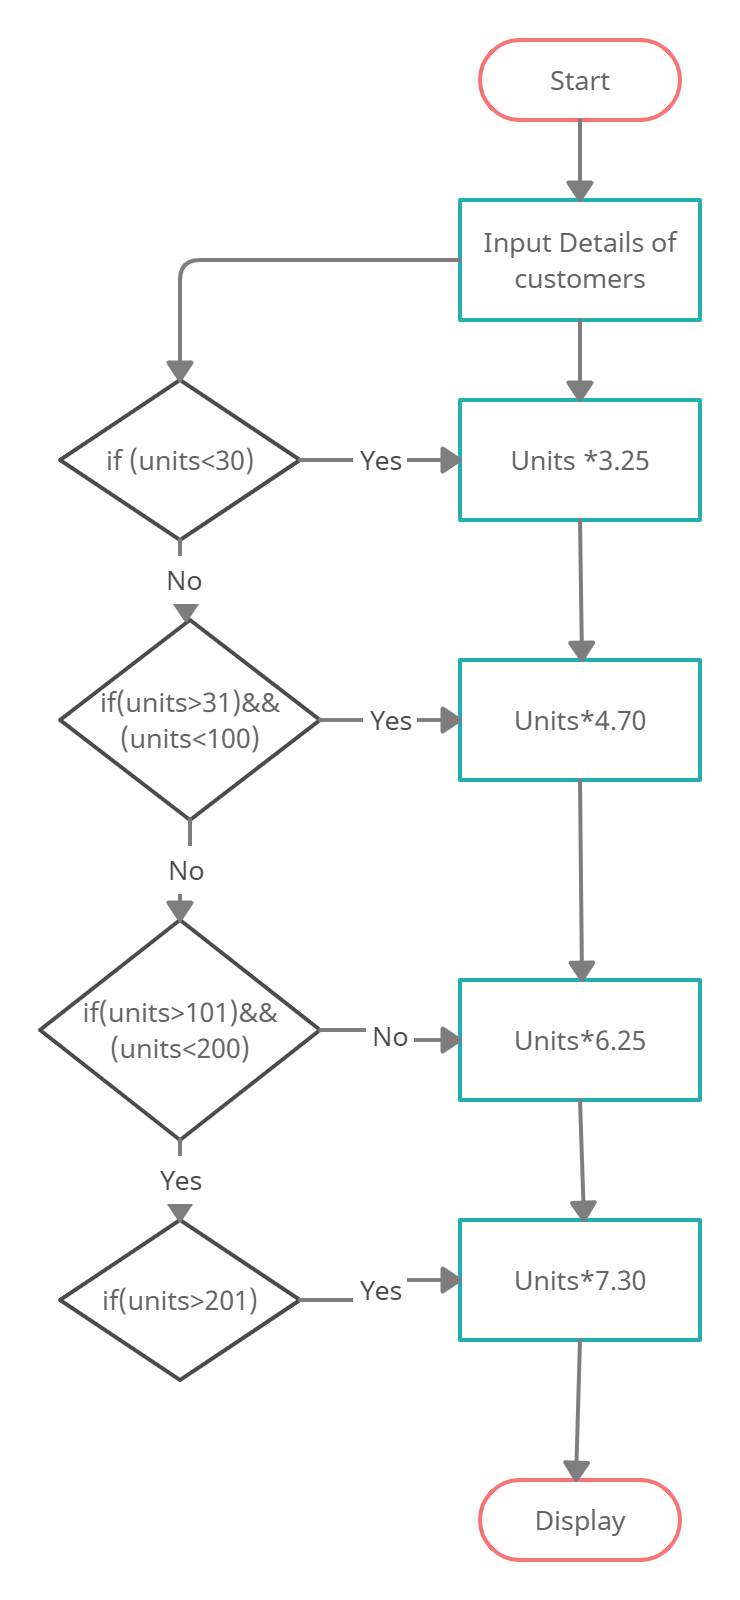 Start
Input Details of
customers
if (units<30)
Yes
Units *3.25
No
if(units>31)&&
(units<100)
Yes
Units*4.70
No
if(units>101)&&
(units<200)
No
Units*6.25
Yes
if(units>201)
Yes
Units*7.30
Display